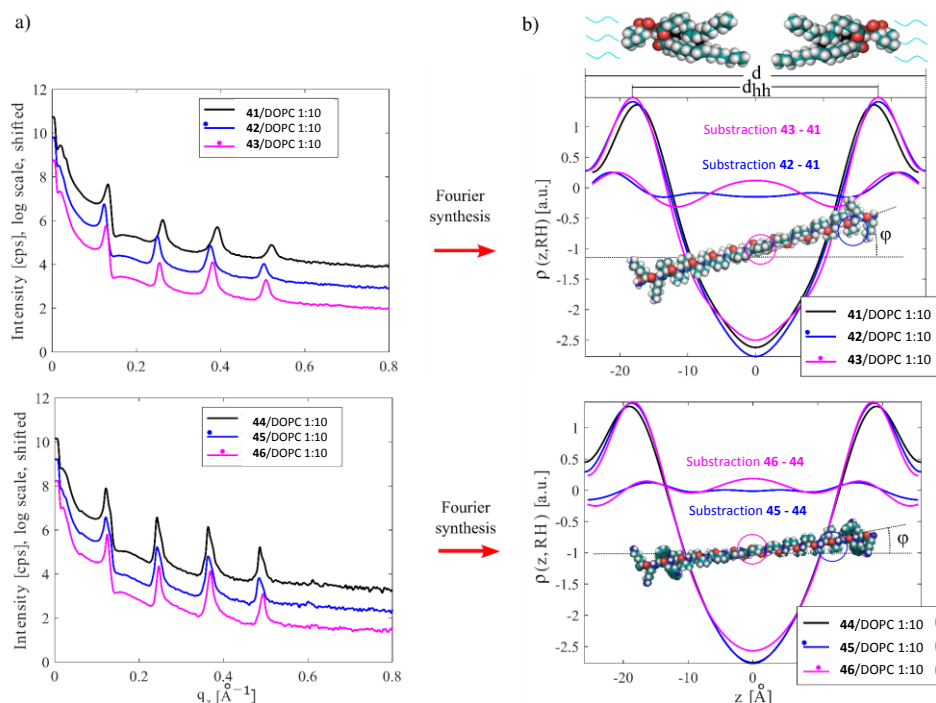 a)
12
10
8
6
4
2
0
0
0.2
0.4
0.6
0.8
Intensity [cps], log scale, shifted
41/DOPC 1:10
42/DOPC 1:10
43/DOPC 1:10
Fourier
synthesis
b)
d
dhh
1
0.5
0
-0.5
-1
-1.5
-2
-2.5
-20
-10
0
ρ (z,RH) [a.u.]
Substraction 43 - 41
Substraction 42 - 41
φ
41/DOPC 1:10
42/DOPC 1:10
43/DOPC 1:10
12
10
8
6
4
2
0
0
0.2
0.4
0.6
0.8
Intensity [cps], log scale, shifted
qz [Å−1]
44/DOPC 1:10
45/DOPC 1:10
46/DOPC 1:10
Fourier
synthesis
1
0.5
0
-0.5
-1
-1.5
-2
-2.5
-20
-10
0
ρ (z, RH) [a.u.]
z [Å]
Substraction 46 - 44
Substraction 45 - 44
φ
44/DOPC 1:10
45/DOPC 1:10
46/DOPC 1:10